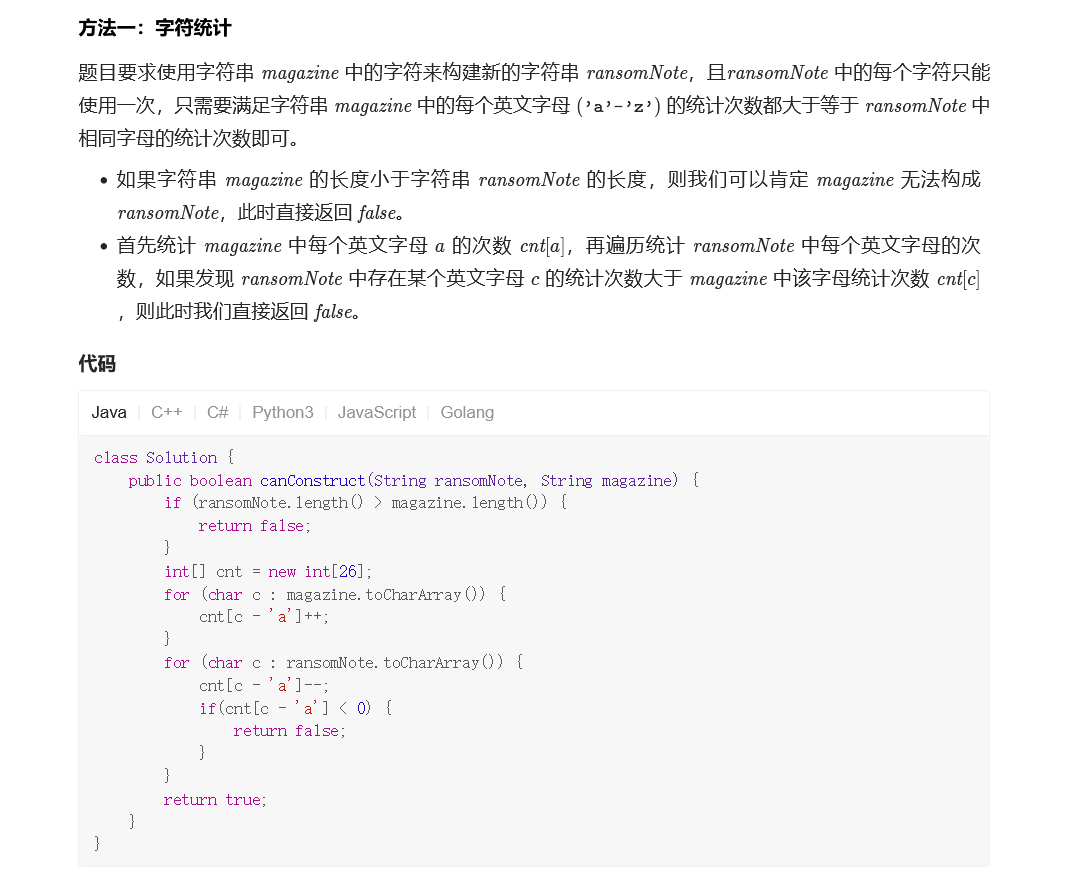 方法一：字符统计
题目要求使用字符串 magazine 中的字符来构建新的字符串 ransomNote，且ransomNote 中的每个字符只能
使用一次，只需要满足字符串 magazine 中的每个英文字母 (’a’-’z’) 的统计次数都大于等于 ransomNote 中
相同字母的统计次数即可。
• 如果字符串 magazine 的长度小于字符串 ransomNote 的长度，则我们可以肯定 magazine 无法构成
ransomNote，此时直接返回 false。
• 首先统计 magazine 中每个英文字母 a 的次数 cnt[a]，再遍历统计 ransomNote 中每个英文字母的次
数，如果发现 ransomNote 中存在某个英文字母 c 的统计次数大于 magazine 中该字母统计次数 cnt[c]
，则此时我们直接返回 false。
代码
Java | C++ | C# | Python3 | JavaScript | Golang
class Solution {
    public boolean canConstruct(String ransomNote, String magazine) {
        if (ransomNote.length() > magazine.length()) {
            return false;
        }
        int[] cnt = new int[26];
        for (char c : magazine.toCharArray()) {
            cnt[c - 'a']++;
        }
        for (char c : ransomNote.toCharArray()) {
            cnt[c - 'a']--;
            if(cnt[c - 'a'] < 0) {
                return false;
            }
        }
        return true;
    }
}